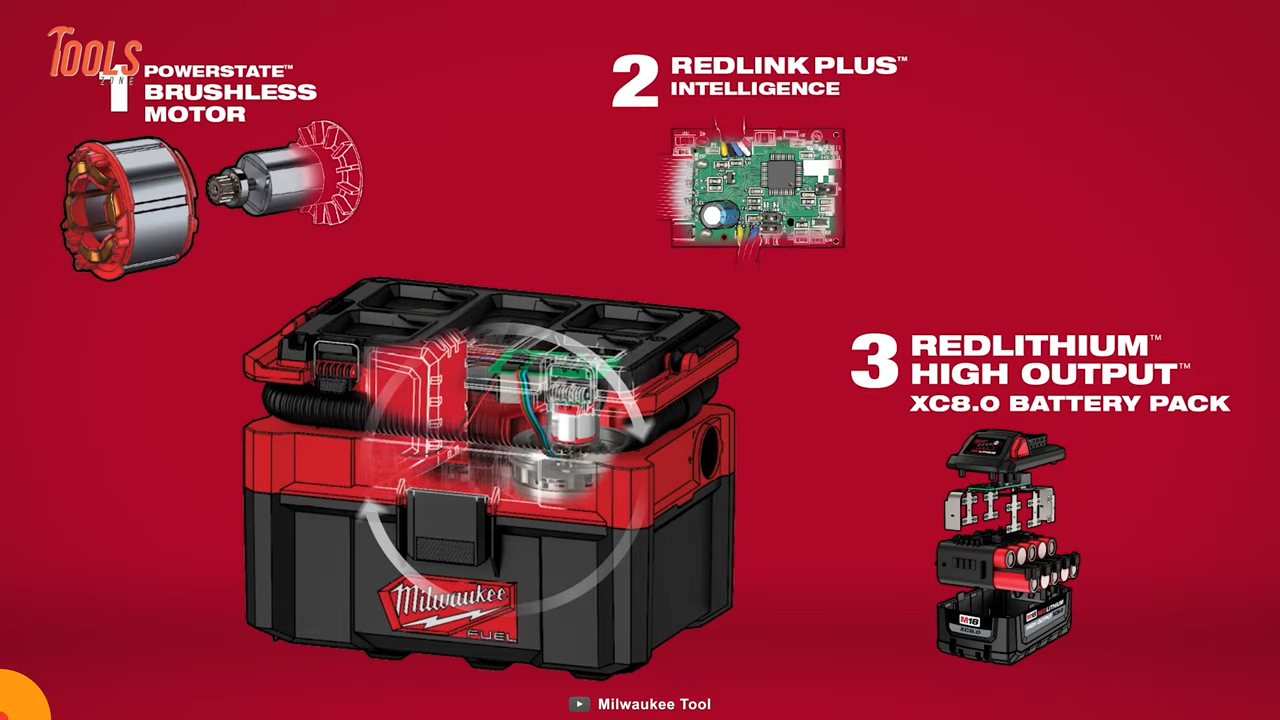 TOOLS
ZONE
1 POWERSTATE™
BRUSHLESS
MOTOR
2 REDLINK PLUS™
INTELLIGENCE
3 REDLITHIUM™
HIGH OUTPUT™
XC8.0 BATTERY PACK
Milwaukee
FUEL
M18
XC8.0
Milwaukee Tool